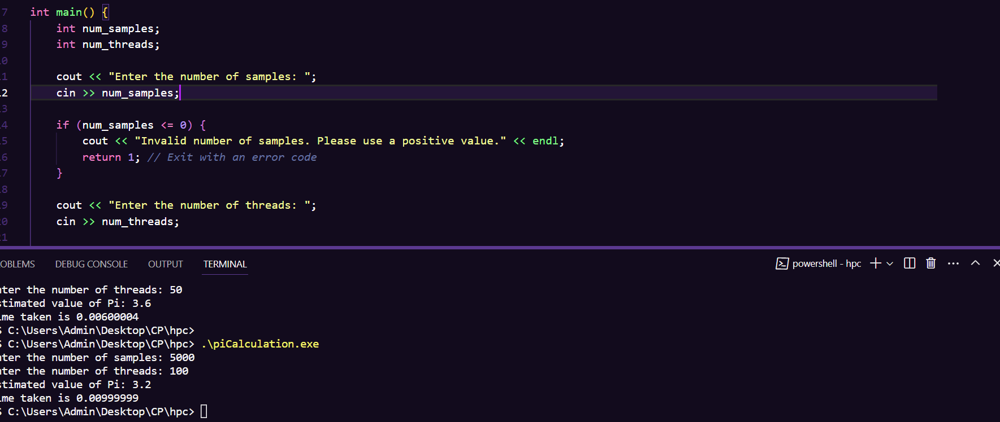 7 int main() {
8     int num_samples;
9     int num_threads;
0
1     cout << "Enter the number of samples: ";
2     cin >> num_samples;
3
4     if (num_samples <= 0) {
5         cout << "Invalid number of samples. Please use a positive value." << endl;
6         return 1; // Exit with an error code
7     }
8
9     cout << "Enter the number of threads: ";
0     cin >> num_threads;
1
OBLEMS DEBUG CONSOLE OUTPUT TERMINAL powershell - hpc
nter the number of threads: 50
stimated value of Pi: 3.6
me taken is 0.00600004
S C:\Users\Admin\Desktop\CP\hpc>
S C:\Users\Admin\Desktop\CP\hpc> .\piCalculation.exe
nter the number of samples: 5000
nter the number of threads: 100
stimated value of Pi: 3.2
me taken is 0.00999999
S C:\Users\Admin\Desktop\CP\hpc>